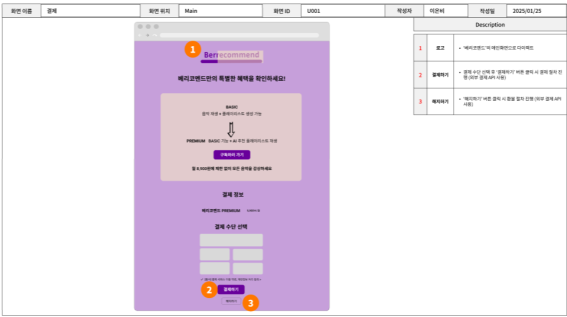 화면 이름 결제 화면 위치 Main 화면 ID U001 작성자 이은비 작성일 2025/01/25
Description
1 로고 • '베리코멘드'의 메인화면으로 다이렉트
2 결제하기 • 결제 수단 선택 후 '결제하기' 버튼 클릭 시 결제 절차 진행 (외부 결제 API 사용)
3 해지하기 • '해지하기' 버튼 클릭 시 환불 절차 진행 (외부 결제 API 사용)
1
Berrecommend
베리코멘드만의 특별한 혜택을 확인하세요!
BASIC
음악 재생 + 플레이리스트 생성 가능
PREMIUM BASIC 기능 + AI 추천 플레이리스트 재생
구독하러 가기
월 8,900원에 제한 없이 모든 음악을 감상하세요
결제 정보
베리코멘드 PREMIUM
결제 수단 선택
2 결제하기
3